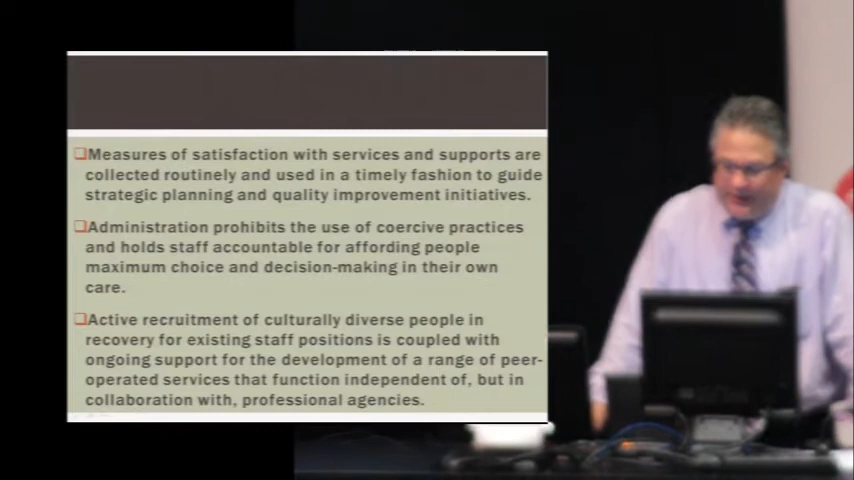 ❑Measures of satisfaction with services and supports are
collected routinely and used in a timely fashion to guide
strategic planning and quality improvement initiatives.
❑Administration prohibits the use of coercive practices
and holds staff accountable for affording people
maximum choice and decision-making in their own
care.
❑Active recruitment of culturally diverse people in
recovery for existing staff positions is coupled with
ongoing support for the development of a range of peer-
operated services that function independent of, but in
collaboration with, professional agencies.